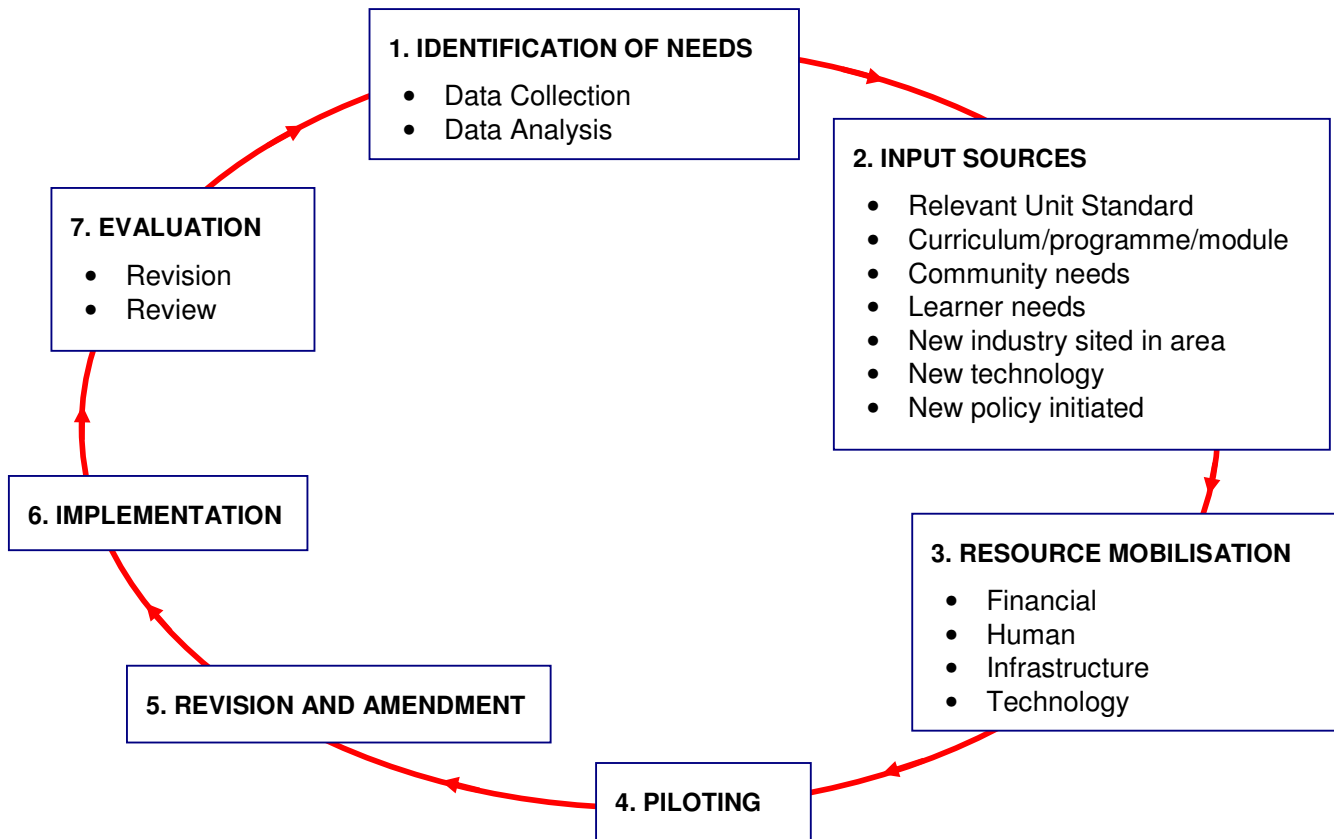 1. IDENTIFICATION OF NEEDS
• Data Collection
• Data Analysis
2. INPUT SOURCES
• Relevant Unit Standard
• Curriculum/programme/module
• Community needs
• Learner needs
• New industry sited in area
• New technology
• New policy initiated
3. RESOURCE MOBILISATION
• Financial
• Human
• Infrastructure
• Technology
4. PILOTING
5. REVISION AND AMENDMENT
6. IMPLEMENTATION
7. EVALUATION
• Revision
• Review